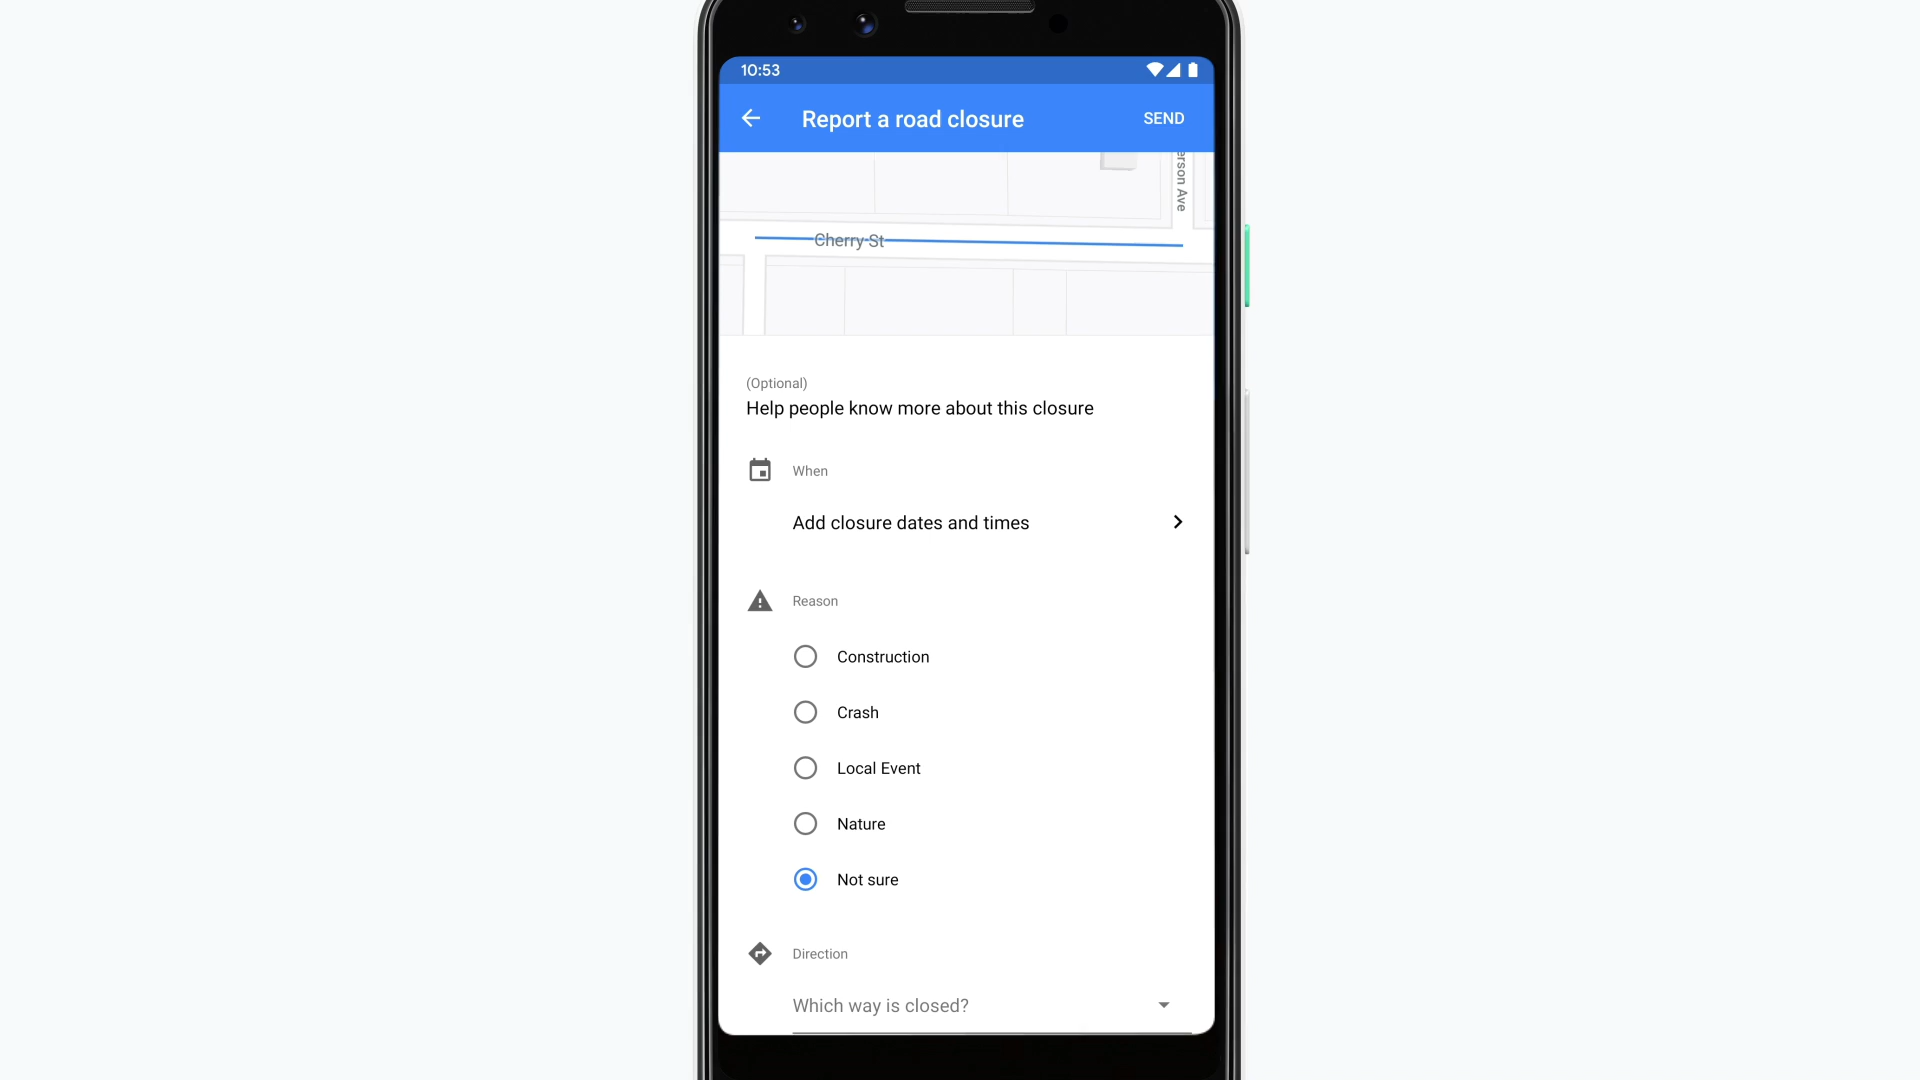 10:53
Report a road closure
SEND
erson Ave
Cherry St
(Optional)
Help people know more about this closure
When
Add closure dates and times
Reason
Construction
Crash
Local Event
Nature
Not sure
Direction
Which way is closed?